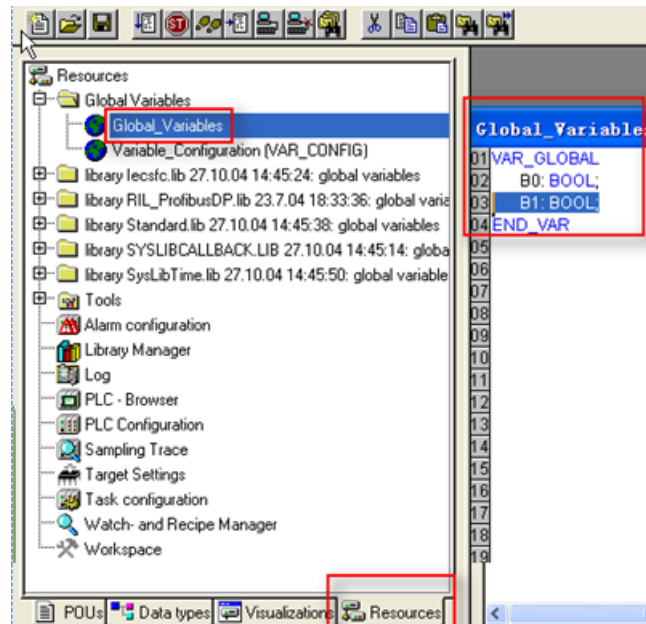 Resources
Global Variables
Global_Variables
Variable_Configuration (VAR_CONFIG)
library Iecsfc.lib 27.10.04 14:45:24: global variables
library RIL_ProfibusDP.lib 23.7.04 18:33:36: global varia
library Standard.lib 27.10.04 14:45:38: global variables
library SYSLIBCALLBACK.LIB 27.10.04 14:45:14: globa
library SysLibTime.lib 27.10.04 14:45:50: global variable
Tools
Alarm configuration
Library Manager
Log
PLC - Browser
PLC Configuration
Sampling Trace
Target Settings
Task configuration
Watch- and Recipe Manager
Workspace
POUs Data types Visualizations Resources
Global_Variable
01 VAR_GLOBAL
02 B0: BOOL;
03 B1: BOOL;
04 END_VAR
05
06
07
08
09
10
11
12
13
14
15
16
17
18
19